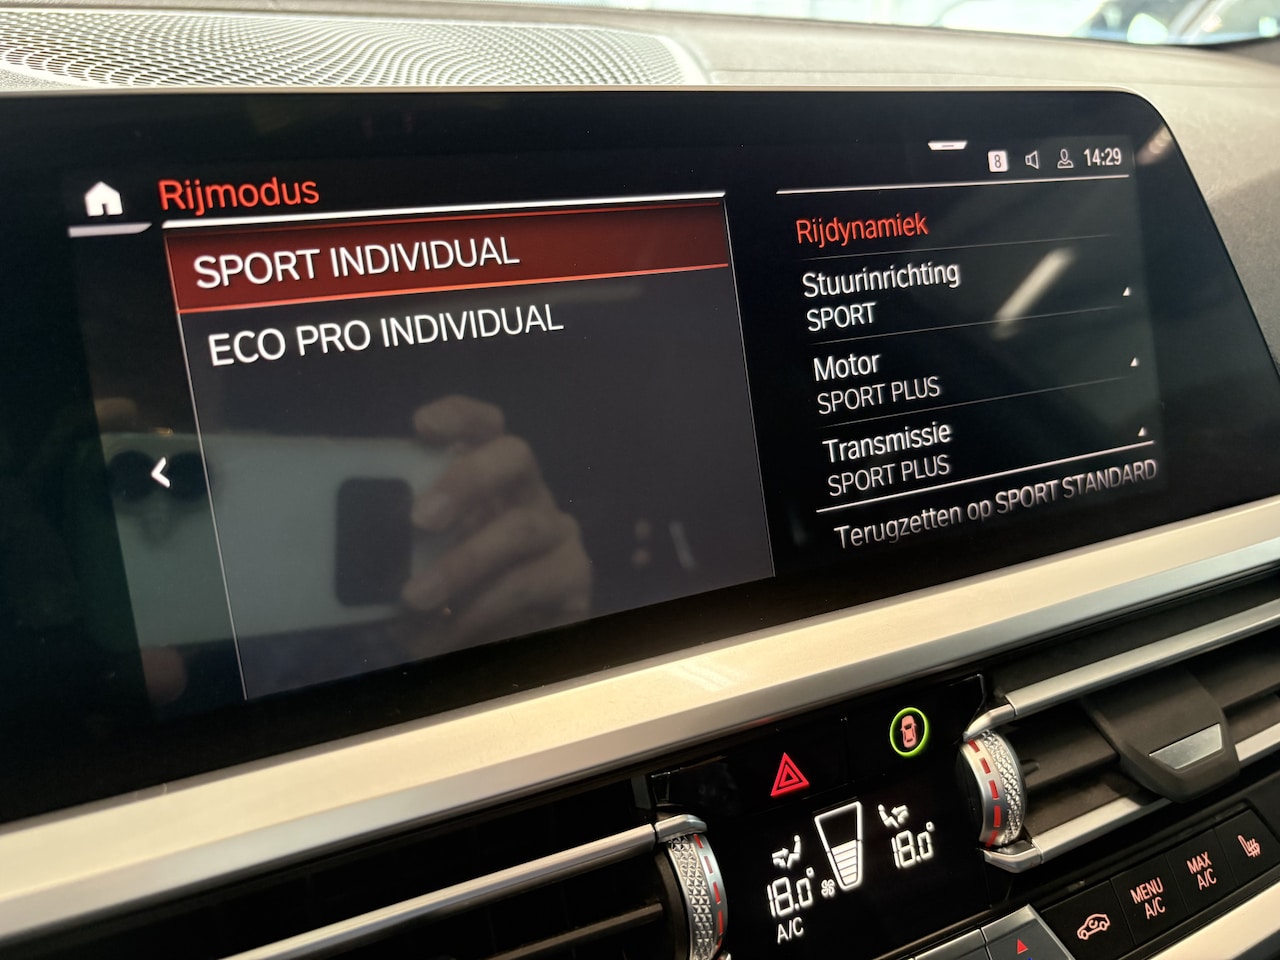 8 14:29
Rijmodus
SPORT INDIVIDUAL
ECO PRO INDIVIDUAL
Rijdynamiek
Stuurinrichting
SPORT
Motor
SPORT PLUS
Transmissie
SPORT PLUS
Terugzetten op SPORT STANDARD
18.0°
18.0°
A/C
MENU
A/C
MAX
A/C